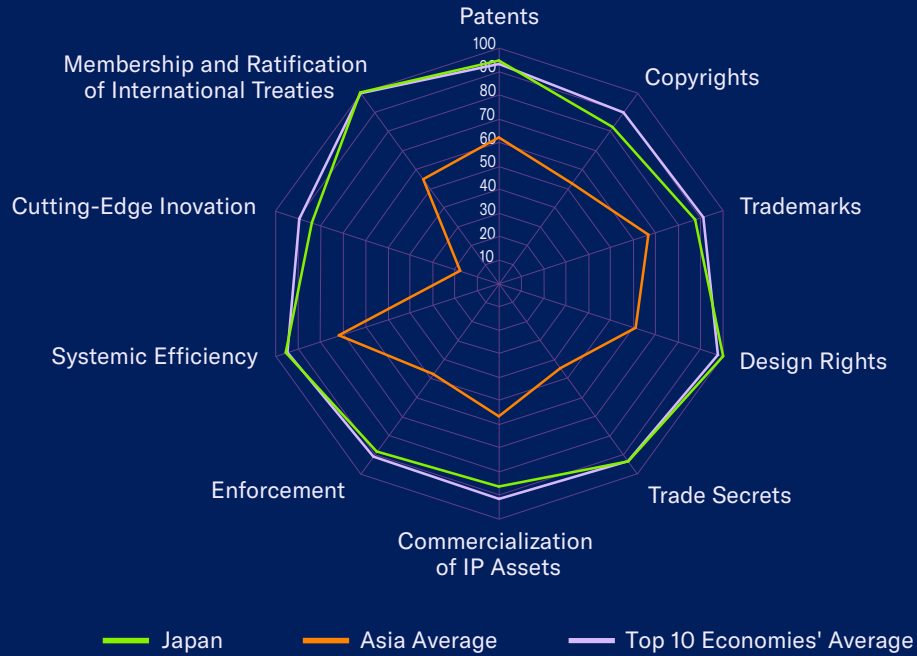 Patents
100
90
80
70
60
50
40
30
20
10
Membership and Ratification
of International Treaties
Copyrights
Cutting-Edge Inovation
Trademarks
Systemic Efficiency
Design Rights
Enforcement
Trade Secrets
Commercialization
of IP Assets
Japan
Asia Average
Top 10 Economies' Average